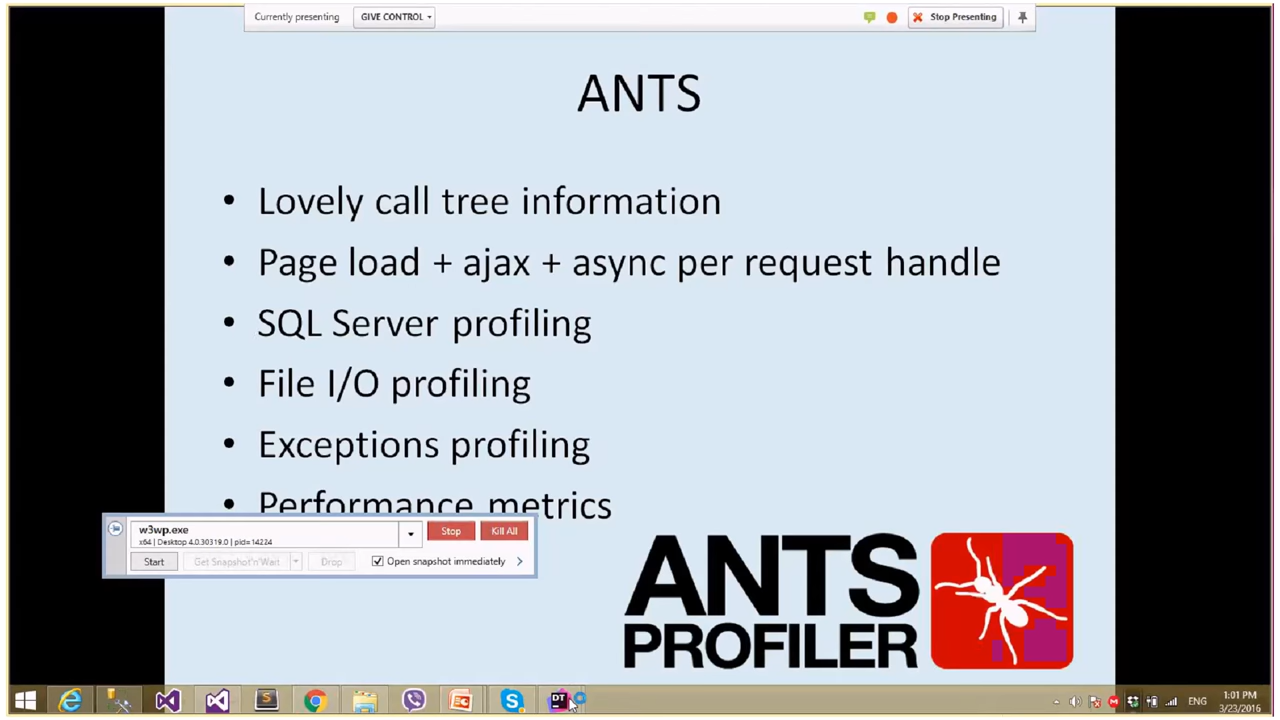 Currently presenting
GIVE CONTROL
Stop Presenting
ANTS
• Lovely call tree information
• Page load + ajax + async per request handle
• SQL Server profiling
• File I/O profiling
• Exceptions profiling
• Performance metrics
w3wp.exe
x64 | Desktop 4.0.30319.0 | pid=14224
Stop
Kill All
Start
Get Snapshot'n'Wait
Drop
Open snapshot immediately
ANTS
PROFILER
DT
ENG
1:01 PM
3/23/2016